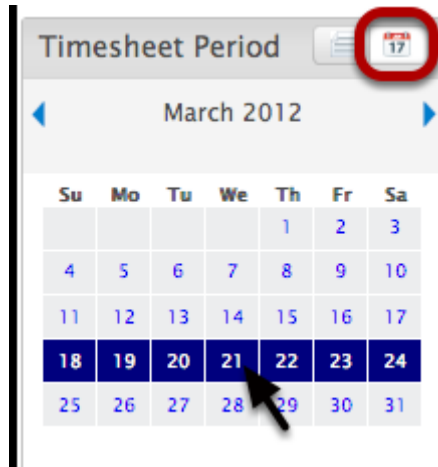 Timesheet Period 17
March 2012
Su Mo Tu We Th Fr Sa
1 2 3
4 5 6 7 8 9 10
11 12 13 14 15 16 17
18 19 20 21 22 23 24
25 26 27 28 29 30 31